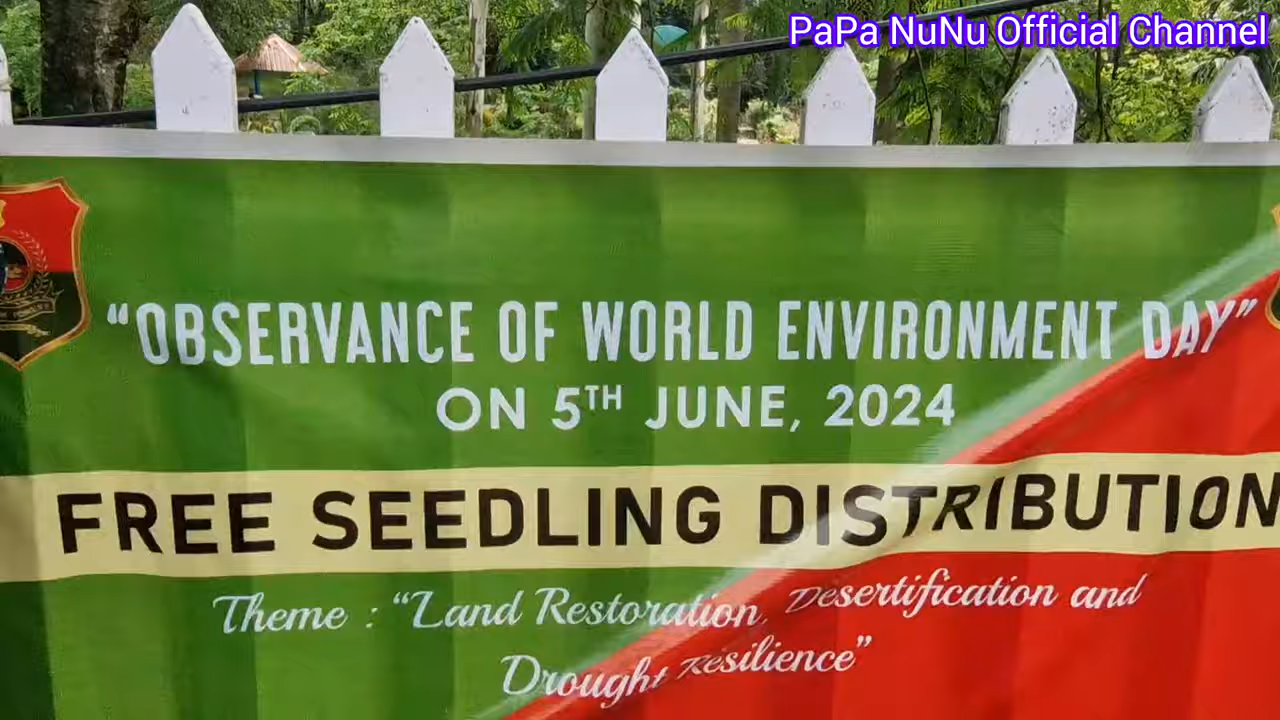 PaPa NuNu Official Channel
“OBSERVANCE OF WORLD ENVIRONMENT DAY”
ON 5TH JUNE, 2024
FREE SEEDLING DISTRIBUTION
Theme : “Land Restoration, Desertification and
Drought Resilience”